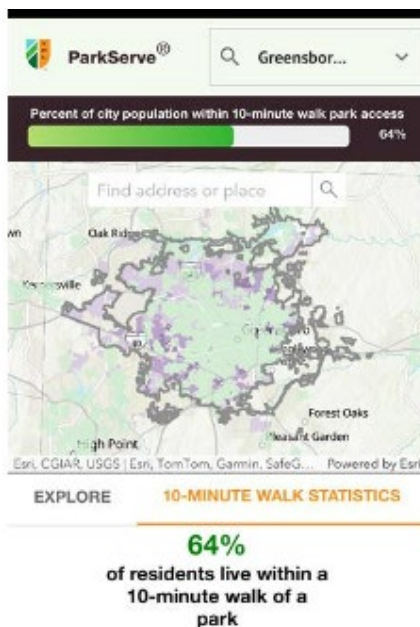 ParkServe®
Greensbor...
Percent of city population within 10-minute walk park access
64%
Find address or place
Oak Ridge
High Point
Forest Oaks
Pleasant Garden
Esri, CGIAR, USGS | Esri, TomTom, Garmin, SafeG... Powered by Esri
EXPLORE 10-MINUTE WALK STATISTICS
64%
of residents live within a
10-minute walk of a
park